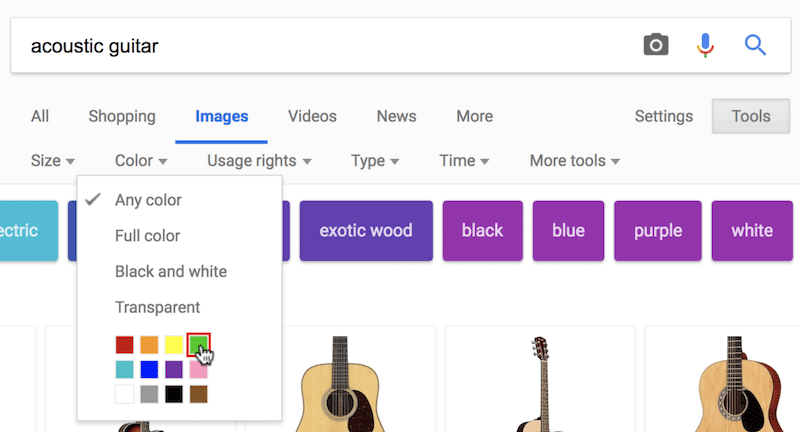 acoustic guitar
All Shopping Images Videos News More Settings Tools
Size Color Usage rights Type Time More tools
Any color
Full color
Black and white
Transparent
ectric exotic wood black blue purple white